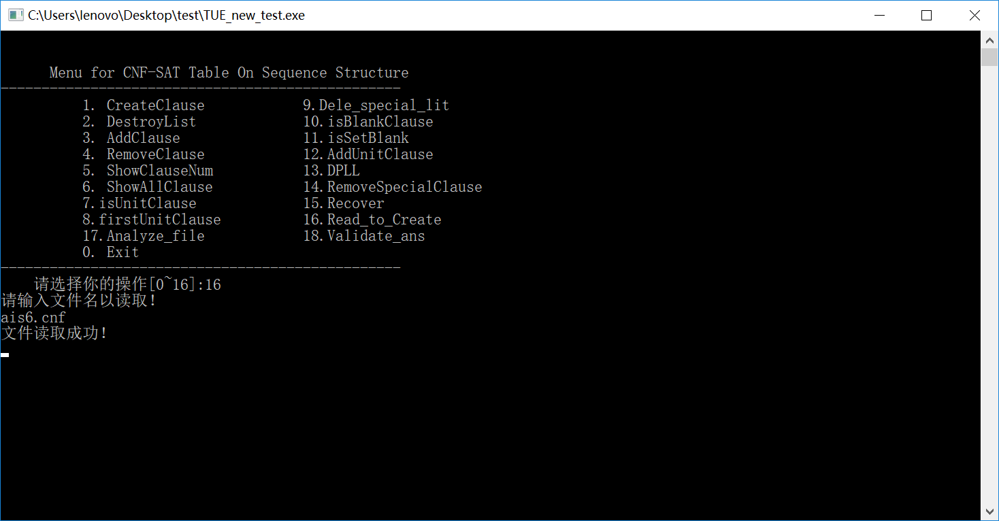 C:\Users\lenovo\Desktop\test\TUE_new_test.exe
Menu for CNF-SAT Table On Sequence Structure
-------------------------------------------------
1. CreateClause 9.Dele_special_lit
2. DestroyList 10.isBlankClause
3. AddClause 11.isSetBlank
4. RemoveClause 12.AddUnitClause
5. ShowClauseNum 13.DPLL
6. ShowAllClause 14.RemoveSpecialClause
7.isUnitClause 15.Recover
8.firstUnitClause 16.Read_to_Create
17.Analyze_file 18.Validate_ans
0. Exit
-------------------------------------------------
请选择你的操作[0~16]:16
请输入文件名以读取!
ais6.cnf
文件读取成功!